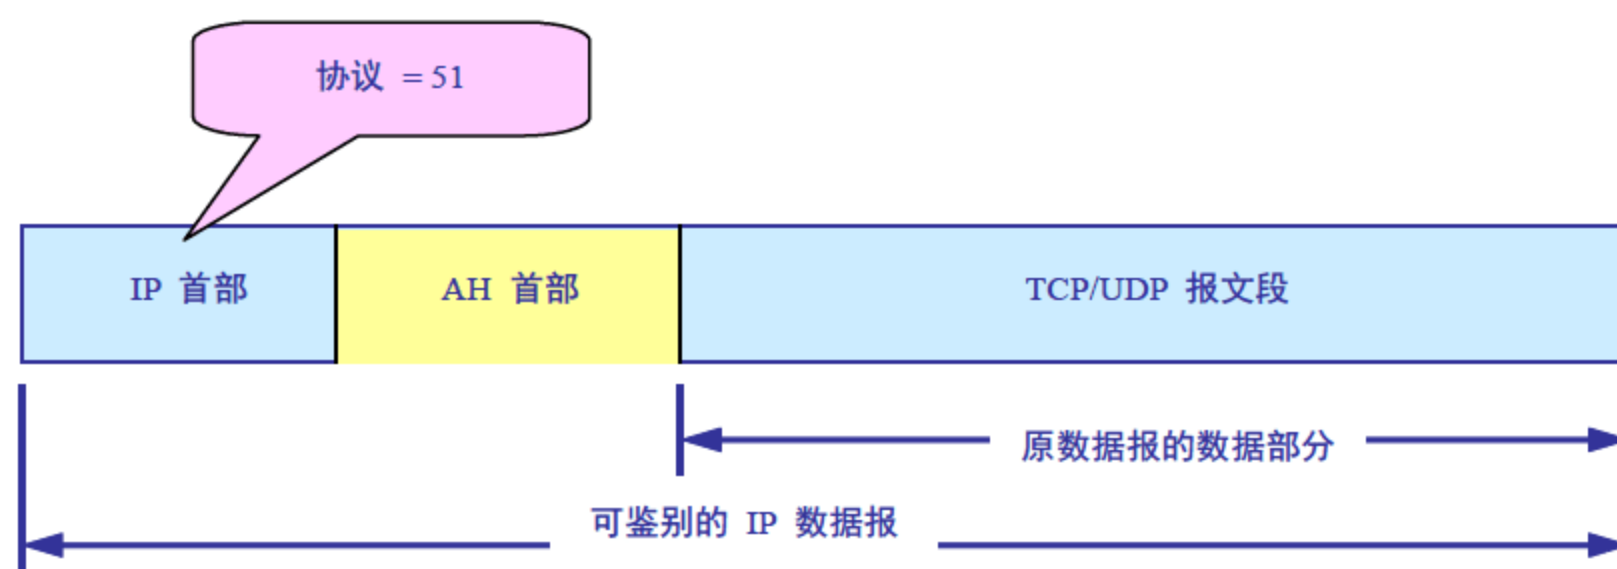 协议 = 51
IP 首部 AH 首部 TCP/UDP 报文段
原数据报的数据部分
可鉴别的 IP 数据报